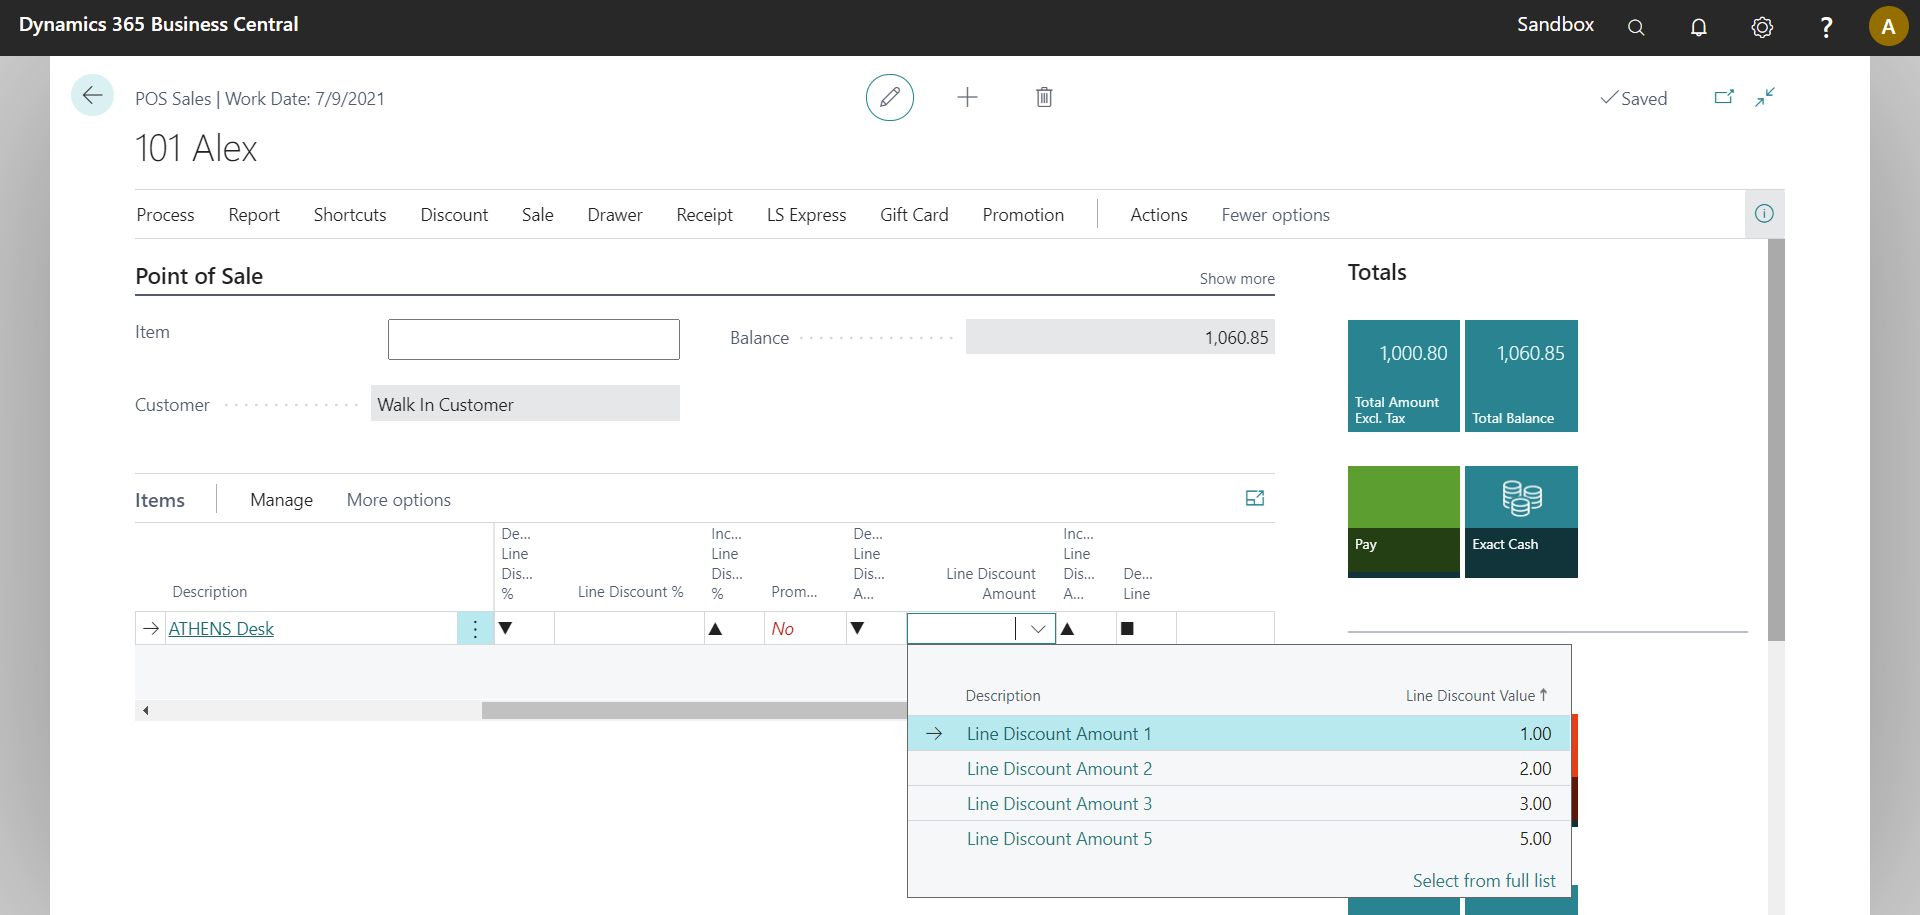 Dynamics 365 Business Central
Sandbox
?
A
POS Sales | Work Date: 7/9/2021
Saved
101 Alex
Process Report Shortcuts Discount Sale Drawer Receipt LS Express Gift Card Promotion Actions Fewer options
Point of Sale
Show more
Item
Balance
1,060.85
Customer
Walk In Customer
Totals
1,000.80
Total Amount
Excl. Tax
1,060.85
Total Balance
Pay
Exact Cash
Items
Manage
More options
Description
De...
Line
Dis...
%
Line Discount %
Inc...
Line
Dis...
%
Prom...
De...
Line
Dis...
A...
Line Discount
Amount
Inc...
Line
Dis...
A...
De...
Line
ATHENS Desk
No
Description Line Discount Value
Line Discount Amount 1 1.00
Line Discount Amount 2 2.00
Line Discount Amount 3 3.00
Line Discount Amount 5 5.00
Select from full list